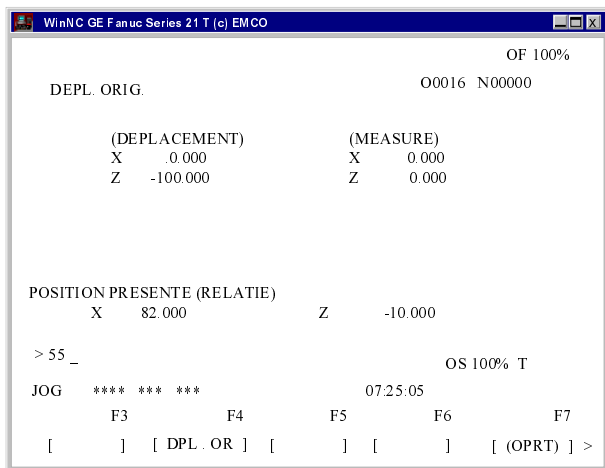 WinNC GE Fanuc Series 21 T (c) EMCO
OF 100%
DEPL. ORIG. O0016 N00000
(DEPLACEMENT) (MEASURE)
X .0.000 X 0.000
Z -100.000 Z 0.000
POSITION PRESENTE (RELATIE)
X 82.000 Z -10.000
> 55 _
OS 100% T
JOG **** *** *** 07:25:05
F3 F4 F5 F6 F7
[ ] [ DPL . OR ] [ ] [ ] [ (OPRT) ] >